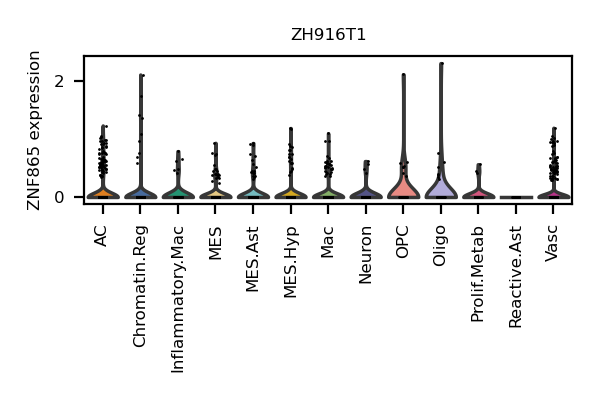 ZH916T1
ZNF865 expression
2
0
AC
Chromatin.Reg
Inflammatory.Mac
MES
MES.Ast
MES.Hyp
Mac
Neuron
OPC
Oligo
Prolif.Metab
Reactive.Ast
Vasc